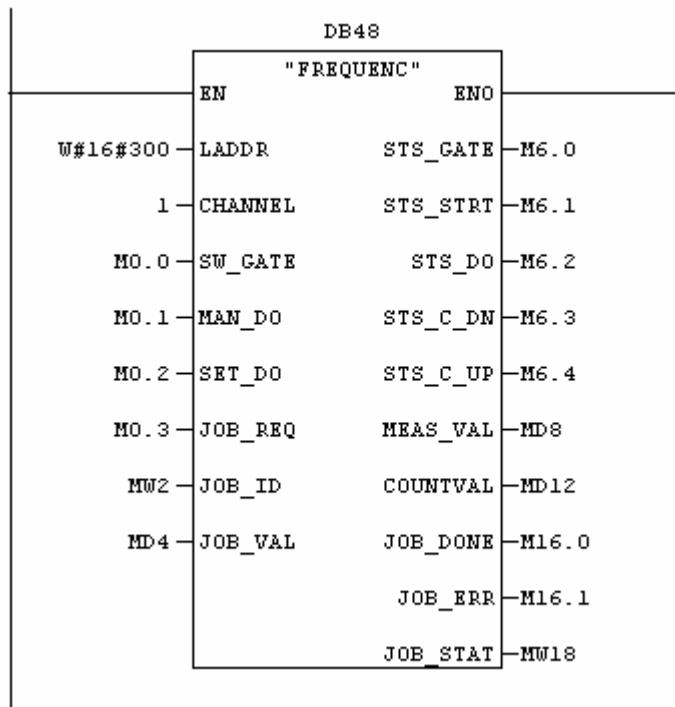 DB48
"FREQUENC"
EN ENO
W#16#300 LADDR STS_GATE M6.0
1 CHANNEL STS_STRT M6.1
M0.0 SW_GATE STS_DO M6.2
M0.1 MAN_DO STS_C_DN M6.3
M0.2 SET_DO STS_C_UP M6.4
M0.3 JOB_REQ MEAS_VAL MD8
MW2 JOB_ID COUNTVAL MD12
MD4 JOB_VAL JOB_DONE M16.0
JOB_ERR M16.1
JOB_STAT MW18